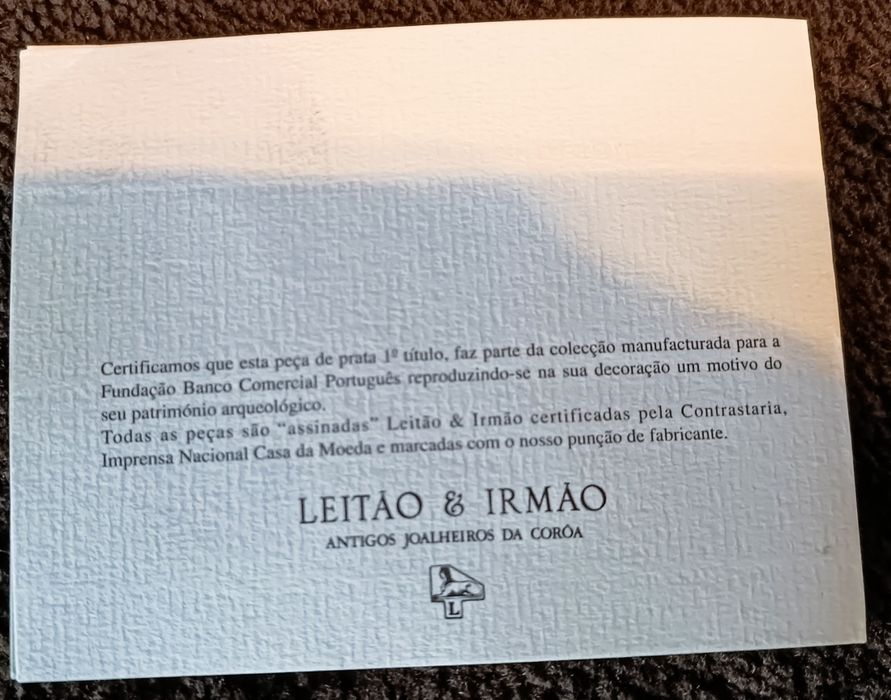 Certificamos que esta peça de prata 1º título, faz parte da colecção manufacturada para a
Fundação Banco Comercial Português reproduzindo-se na sua decoração um motivo do
seu património arqueológico.
Todas as peças são “assinadas” Leitão & Irmão certificadas pela Contrastaria,
Imprensa Nacional Casa da Moeda e marcadas com o nosso punção de fabricante.
LEITÃO & IRMÃO
ANTIGOS JOALHEIROS DA CORÔA
L